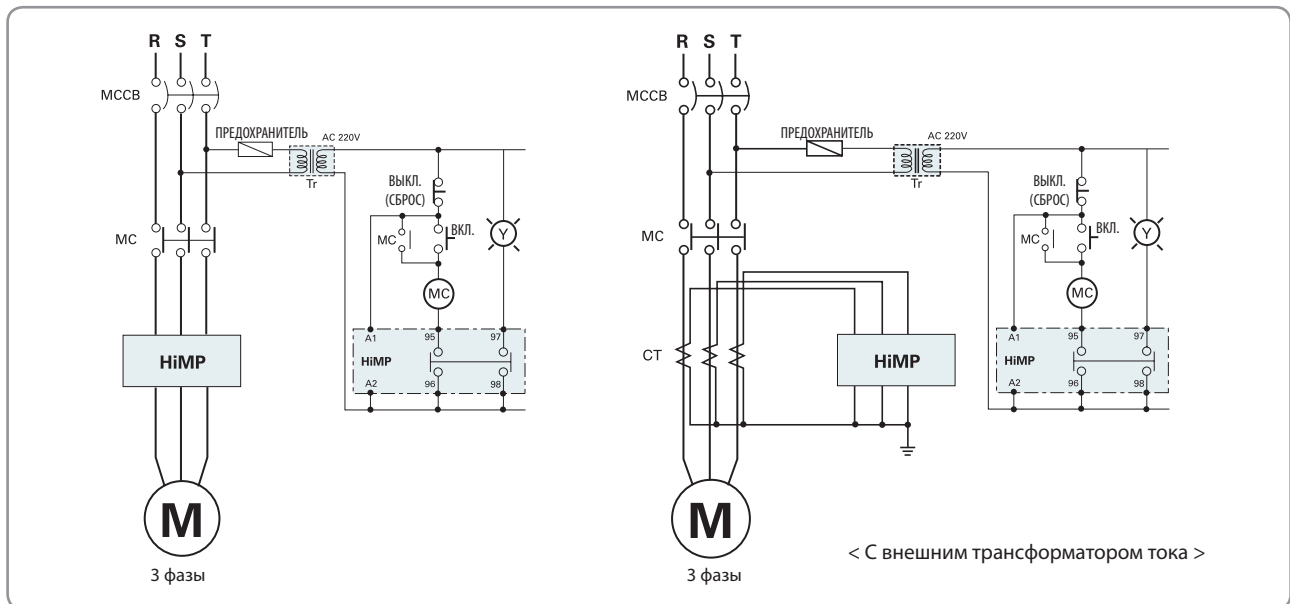 R S T
MCCB
ПРЕДОХРАНИТЕЛЬ
AC 220V
Tr
ВЫКЛ.
(СБРОС)
MC
ВКЛ.
Y
MC
MC
A1
95
97
HiMP
HiMP
A2
96
98
M
3 фазы
R S T
MCCB
ПРЕДОХРАНИТЕЛЬ
AC 220V
Tr
ВЫКЛ.
(СБРОС)
MC
MC
ВКЛ.
Y
MC
A1
95
97
CT
HiMP
HiMP
A2
96
98
M
3 фазы
< С внешним трансформатором тока >